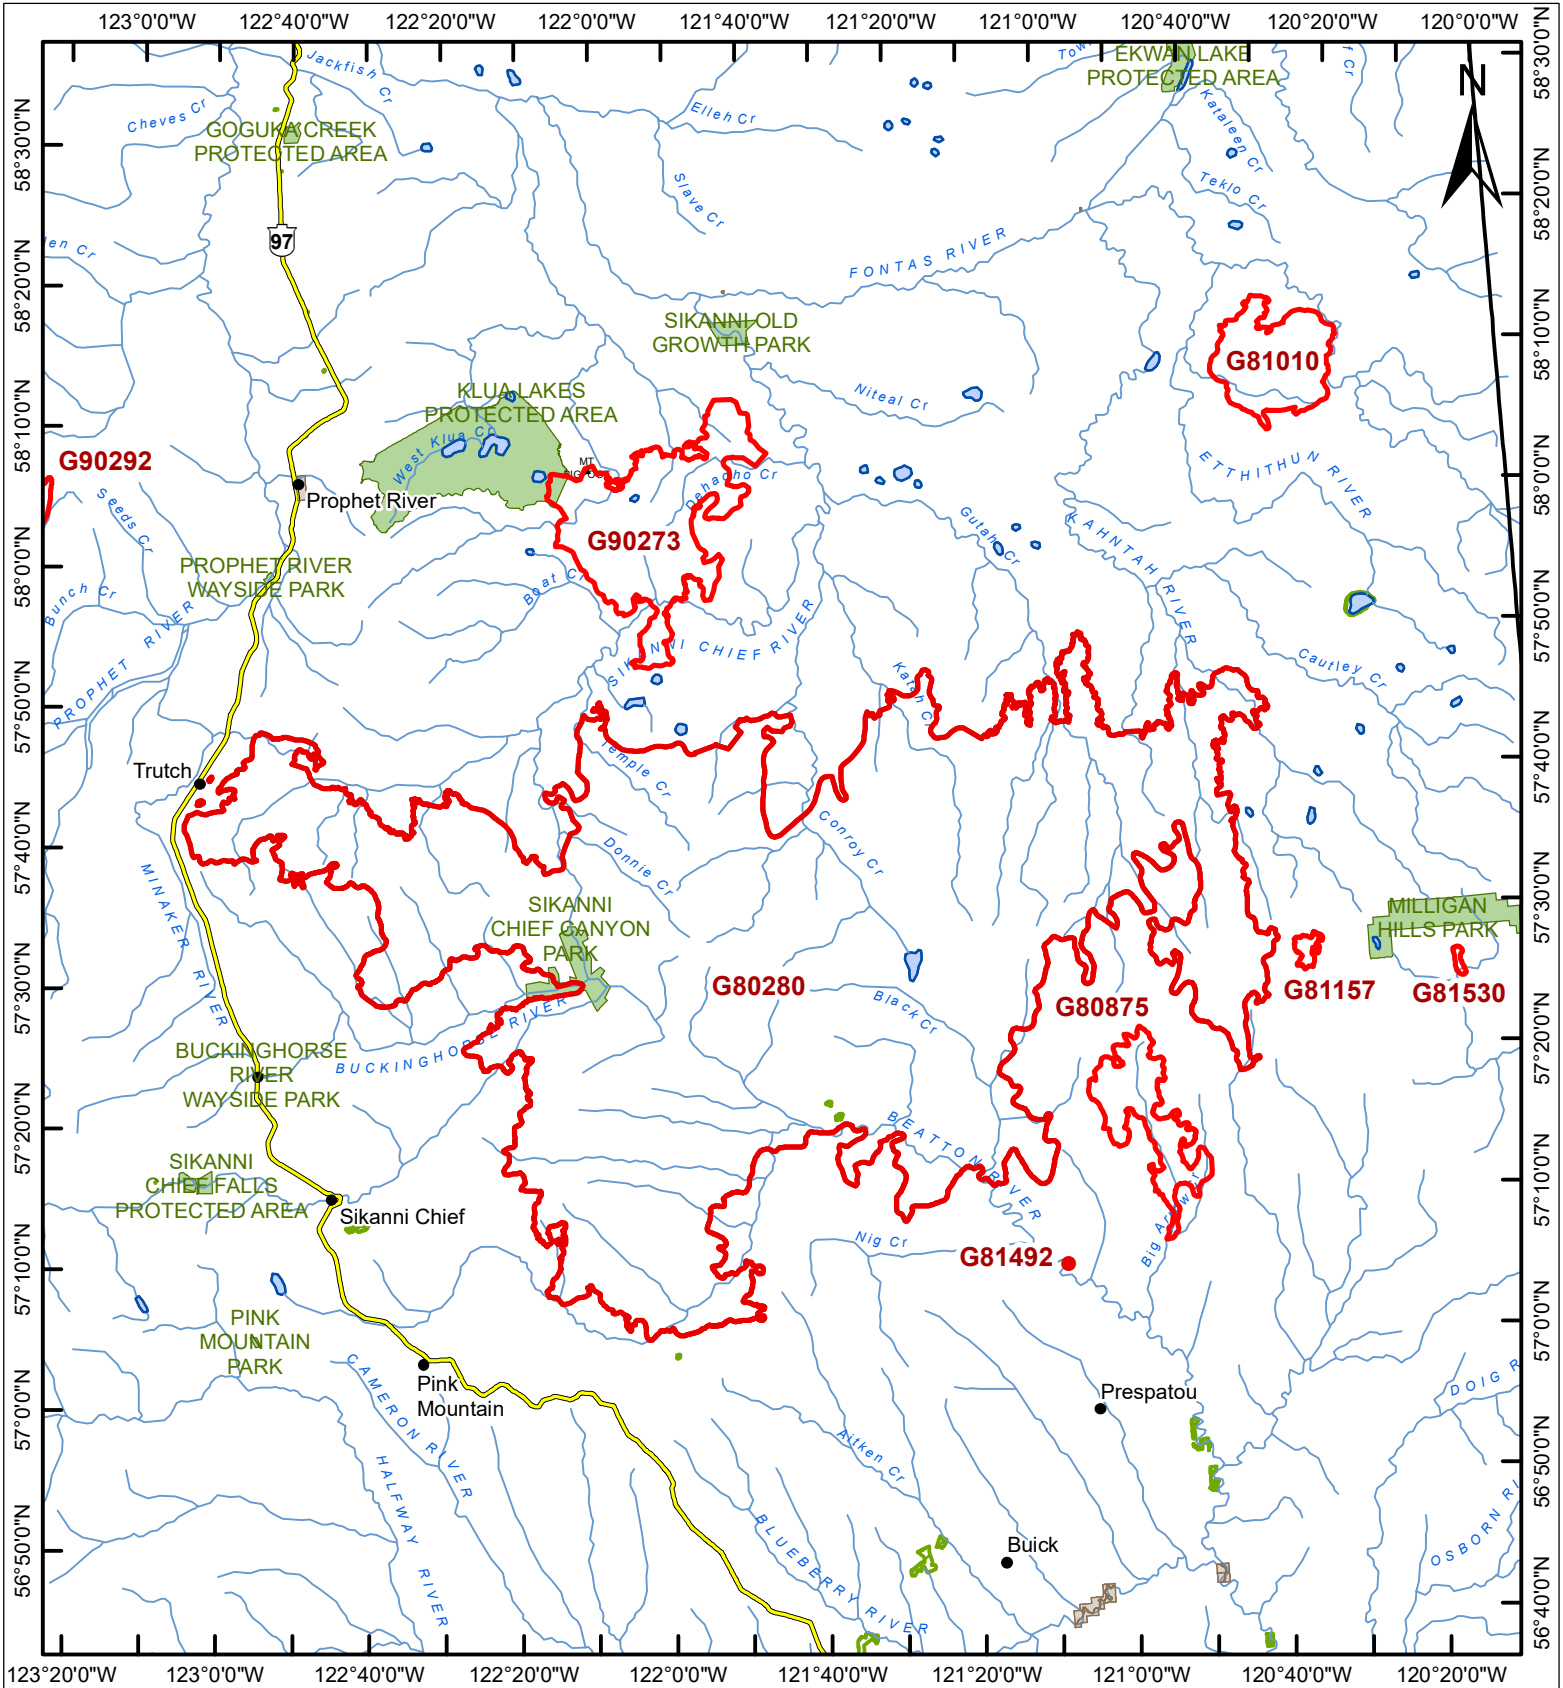 123°0'0"W
122°40'0"W
122°20'0"W
122°0'0"W
121°40'0"W
121°20'0"W
121°0'0"W
120°40'0"W
120°20'0"W
120°0'0"W
58°30'0"N
58°20'0"N
58°10'0"N
58°0'0"N
57°50'0"N
57°40'0"N
57°30'0"N
57°20'0"N
57°10'0"N
57°0'0"N
56°50'0"N
58°30'0"N
58°20'0"N
58°10'0"N
58°0'0"N
57°50'0"N
57°40'0"N
57°30'0"N
57°20'0"N
57°10'0"N
57°0'0"N
56°50'0"N
56°40'0"N
N
Jackfish Cr
Cheves Cr
GOGUKA CREEK
PROTECTED AREA
Elleh Cr
EKWAN LAKE
PROTECTED AREA
Kataleen Cr
Teklo Cr
Slave Cr
97
FONTAS RIVER
SIKANNI OLD
GROWTH PARK
G81010
KLUA LAKES
PROTECTED AREA
West Klua Cr
Niteal Cr
G90292
MT
Prophet River
Dehacho Cr
Seeds Cr
G90273
ETTHITHUN RIVER
Gutah Cr
KAHNTAH RIVER
PROPHET RIVER
WAYSIDE PARK
Bunch Cr
Boat Cr
PROPHET RIVER
SIKANNI CHIEF RIVER
Katah Cr
Cautley Cr
Trutch
Temple Cr
Conroy Cr
Donnie Cr
MINAKER RIVER
SIKANNI
CHIEF CANYON
PARK
MILLIGAN
HILLS PARK
G80280
Black Cr
G80875
G81157
G81530
BUCKINGHORSE RIVER
BUCKINGHORSE
RIVER
WAYSIDE PARK
BEATTON RIVER
SIKANNI
CHIEF FALLS
PROTECTED AREA
Sikanni Chief
Nig Cr
G81492
PINK
MOUNTAIN
PARK
Pink
Mountain
CAMERON RIVER
HALFWAY RIVER
Prespatou
DOIG R
Aitken Cr
BLUEBERRY RIVER
Buick
OSBORN RI
123°20'0"W
123°0'0"W
122°40'0"W
122°20'0"W
122°0'0"W
121°40'0"W
121°20'0"W
121°0'0"W
120°40'0"W
120°20'0"W